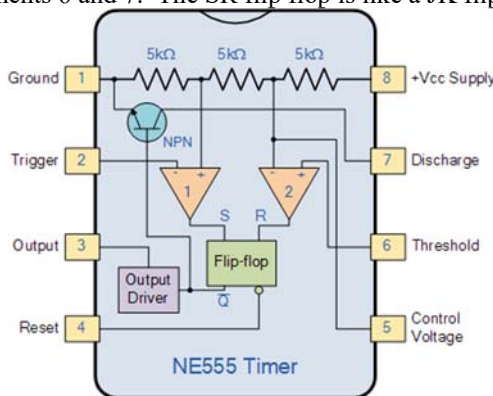 6 and 7. The SR flip flop is like a JK
5kΩ 5kΩ 5kΩ
Ground 1 8 +Vcc Supply
NPN
Trigger 2 - + 1 - + 2 7 Discharge
S R
Output 3 Flip-flop 6 Threshold
Output
Driver
Q̅
Reset 4 5 Control
Voltage
NE555 Timer